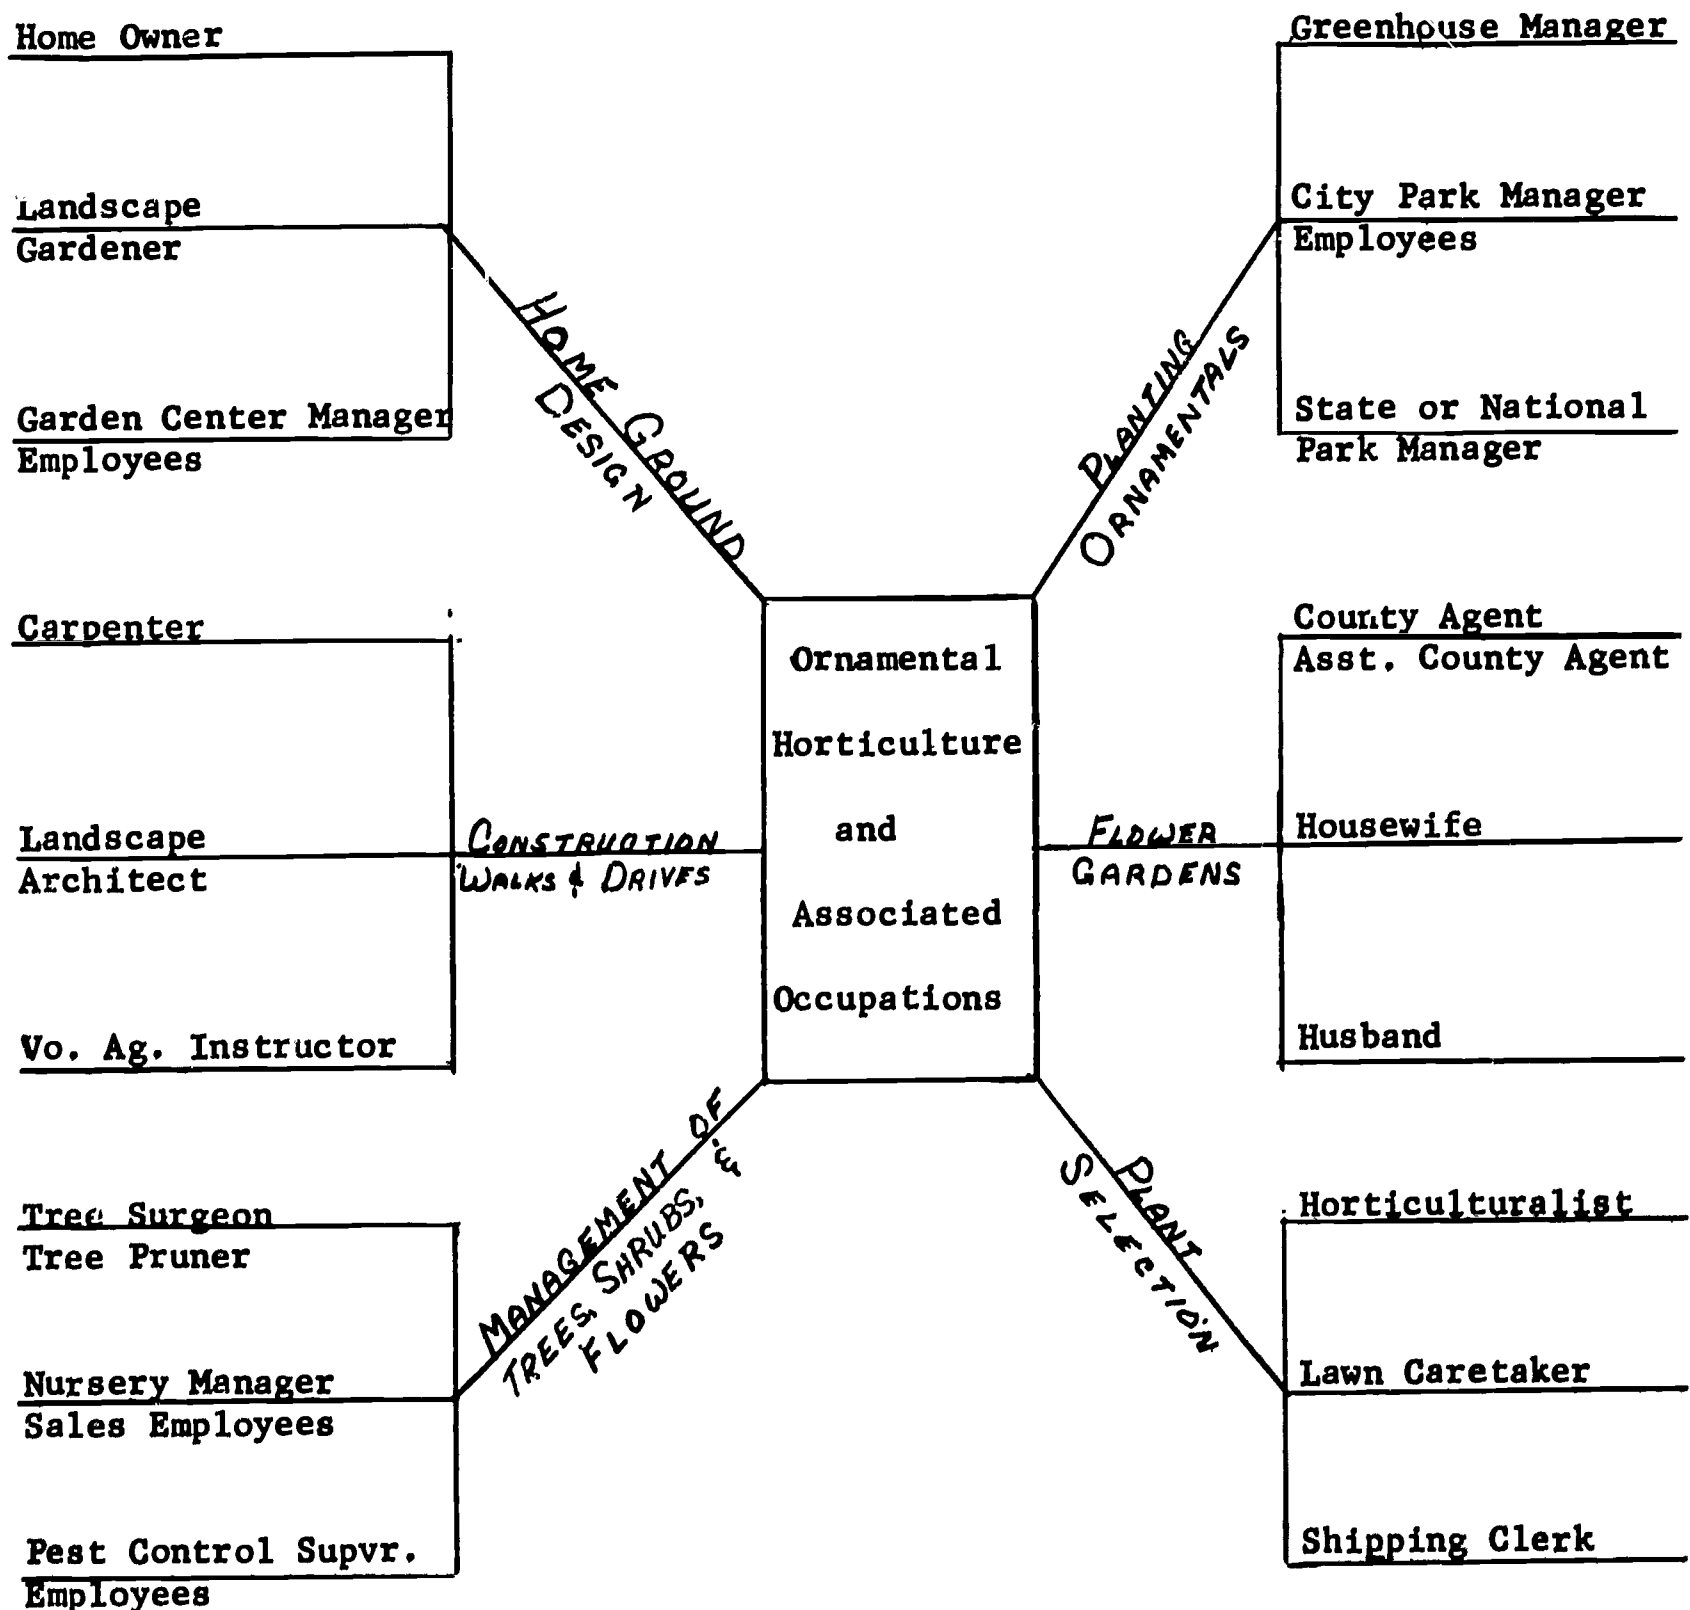 Home Owner
Landscape
Gardener
Garden Center Manager
Employees
HOME GROUND
DESIGN
Carpenter
Landscape
Architect
Vo. Ag. Instructor
CONSTRUCTION
WALKS & DRIVES
Tree Surgeon
Tree Pruner
Nursery Manager
Sales Employees
Pest Control Supvr.
Employees
MANAGEMENT OF
TREES, SHRUBS, &
FLOWERS
Ornamental
Horticulture
and
Associated
Occupations
Greenhouse Manager
City Park Manager
Employees
State or National
Park Manager
PLANTING
ORNAMENTALS
County Agent
Asst. County Agent
Housewife
Husband
FLOWER
GARDENS
Horticulturalist
Lawn Caretaker
Shipping Clerk
PLANT
SELECTION